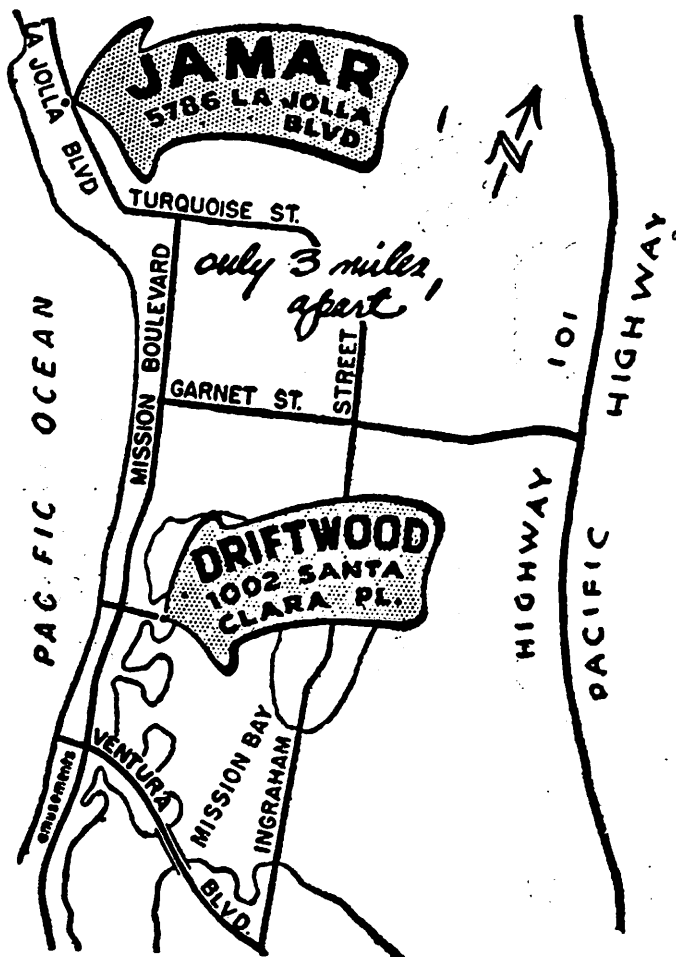 LA JOLLA BLVD
JAMAR
5786 LA JOLLA
BLVD
N
TURQUOISE ST.
only 3 miles
apart!
MISSION BOULEVARD
GARNET ST.
STREET
101
HIGHWAY
PACIFIC OCEAN
HIGHWAY
PACIFIC
DRIFTWOOD
1002 SANTA
CLARA PL.
VENTURA
BLVD.
MISSION BAY
INGRAHAM
amusements